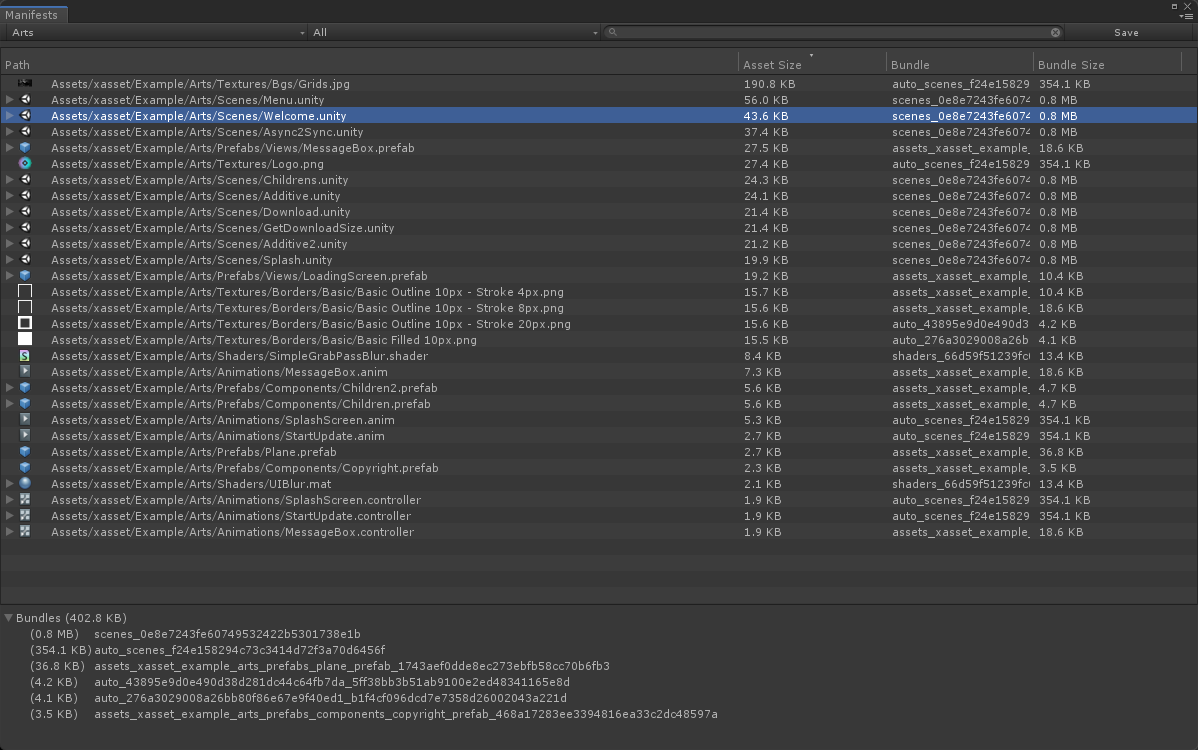 Manifests
Arts All Save
Path Asset Size Bundle Bundle Size
Assets/xasset/Example/Arts/Textures/Bgs/Grids.jpg 190.8 KB auto_scenes_f24e15829 354.1 KB
Assets/xasset/Example/Arts/Scenes/Menu.unity 56.0 KB scenes_0e8e7243fe6074 0.8 MB
Assets/xasset/Example/Arts/Scenes/Welcome.unity 43.6 KB scenes_0e8e7243fe6074 0.8 MB
Assets/xasset/Example/Arts/Scenes/Async2Sync.unity 37.4 KB scenes_0e8e7243fe6074 0.8 MB
Assets/xasset/Example/Arts/Prefabs/Views/MessageBox.prefab 27.5 KB assets_xasset_example_ 18.6 KB
Assets/xasset/Example/Arts/Textures/Logo.png 27.4 KB auto_scenes_f24e15829 354.1 KB
Assets/xasset/Example/Arts/Scenes/Childrens.unity 24.3 KB scenes_0e8e7243fe6074 0.8 MB
Assets/xasset/Example/Arts/Scenes/Additive.unity 24.1 KB scenes_0e8e7243fe6074 0.8 MB
Assets/xasset/Example/Arts/Scenes/Download.unity 21.4 KB scenes_0e8e7243fe6074 0.8 MB
Assets/xasset/Example/Arts/Scenes/GetDownloadSize.unity 21.4 KB scenes_0e8e7243fe6074 0.8 MB
Assets/xasset/Example/Arts/Scenes/Additive2.unity 21.2 KB scenes_0e8e7243fe6074 0.8 MB
Assets/xasset/Example/Arts/Scenes/Splash.unity 19.9 KB scenes_0e8e7243fe6074 0.8 MB
Assets/xasset/Example/Arts/Prefabs/Views/LoadingScreen.prefab 19.2 KB assets_xasset_example_ 10.4 KB
Assets/xasset/Example/Arts/Textures/Borders/Basic/Basic Outline 10px - Stroke 4px.png 15.7 KB assets_xasset_example_ 10.4 KB
Assets/xasset/Example/Arts/Textures/Borders/Basic/Basic Outline 10px - Stroke 8px.png 15.6 KB assets_xasset_example_ 18.6 KB
Assets/xasset/Example/Arts/Textures/Borders/Basic/Basic Outline 10px - Stroke 20px.png 15.6 KB auto_43895e9d0e490d3 4.2 KB
Assets/xasset/Example/Arts/Textures/Borders/Basic/Basic Filled 10px.png 15.5 KB auto_276a3029008a26b 4.1 KB
Assets/xasset/Example/Arts/Shaders/SimpleGrabPassBlur.shader 8.4 KB shaders_66d59f51239fc 13.4 KB
Assets/xasset/Example/Arts/Animations/MessageBox.anim 7.3 KB assets_xasset_example_ 18.6 KB
Assets/xasset/Example/Arts/Prefabs/Components/Children2.prefab 5.6 KB assets_xasset_example_ 4.7 KB
Assets/xasset/Example/Arts/Prefabs/Components/Children.prefab 5.6 KB assets_xasset_example_ 4.7 KB
Assets/xasset/Example/Arts/Animations/SplashScreen.anim 5.3 KB auto_scenes_f24e15829 354.1 KB
Assets/xasset/Example/Arts/Animations/StartUpdate.anim 2.7 KB auto_scenes_f24e15829 354.1 KB
Assets/xasset/Example/Arts/Prefabs/Plane.prefab 2.7 KB assets_xasset_example_ 36.8 KB
Assets/xasset/Example/Arts/Prefabs/Components/Copyright.prefab 2.3 KB assets_xasset_example_ 3.5 KB
Assets/xasset/Example/Arts/Shaders/UIBlur.mat 2.1 KB shaders_66d59f51239fc 13.4 KB
Assets/xasset/Example/Arts/Animations/SplashScreen.controller 1.9 KB auto_scenes_f24e15829 354.1 KB
Assets/xasset/Example/Arts/Animations/StartUpdate.controller 1.9 KB auto_scenes_f24e15829 354.1 KB
Assets/xasset/Example/Arts/Animations/MessageBox.controller 1.9 KB assets_xasset_example_ 18.6 KB
Bundles (402.8 KB)
(0.8 MB) scenes_0e8e7243fe60749532422b5301738e1b
(354.1 KB) auto_scenes_f24e158294c73c3414d72f3a70d6456f
(36.8 KB) assets_xasset_example_arts_prefabs_plane_prefab_1743aef0dde8ec273ebfb58cc70b6fb3
(4.2 KB) auto_43895e9d0e490d38d281dc44c64fb7da_5ff38bb3b51ab9100e2ed48341165e8d
(4.1 KB) auto_276a3029008a26bb80f86e67e9f40ed1_b1f4cf096dcd7e7358d26002043a221d
(3.5 KB) assets_xasset_example_arts_prefabs_components_copyright_prefab_468a17283ee3394816ea33c2dc48597a